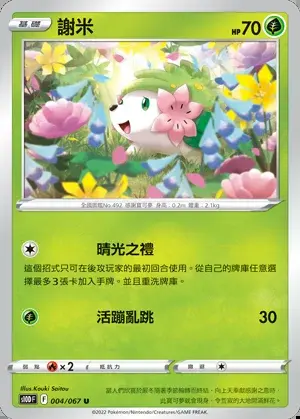 基礎 謝米 HP70
全國圖鑑No.492 感謝寶可夢 身高:0.2m 體重:2.1kg
晴光之禮
這個招式只可在後攻玩家的最初回合使用。從自己的牌庫任意選
擇最多3張卡加入手牌。並且重洗牌庫。
活蹦亂跳 30
弱點 ×2 抵抗力 撤退
Illus.Kouki Saitou
S10D F F 004/067 U
©2022 Pokémon/Nintendo/Creatures/GAME FREAK.